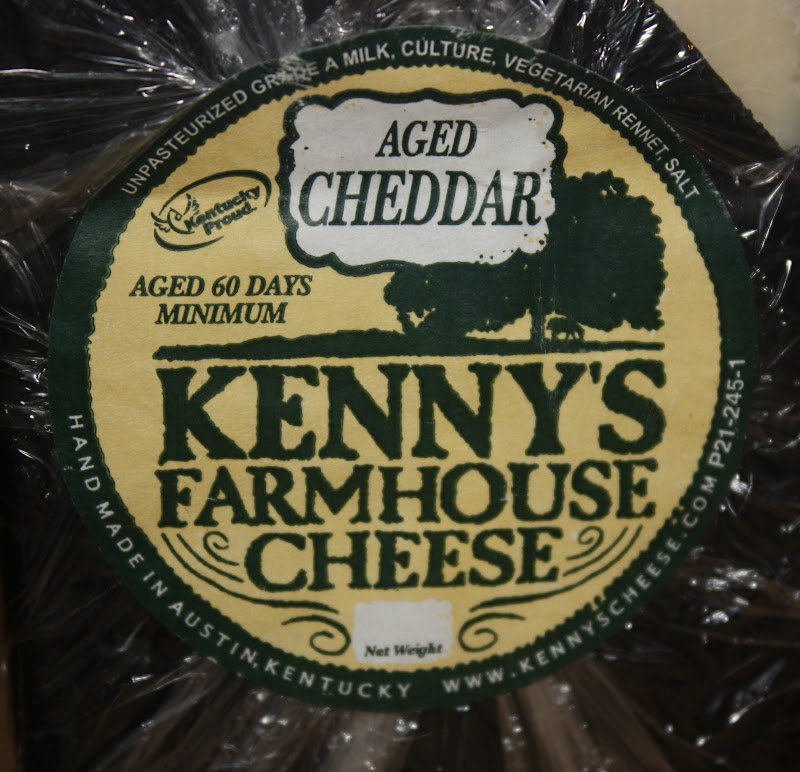 UNPASTEURIZED GRADE A MILK, CULTURE, VEGETARIAN RENNET, SALT
AGED
CHEDDAR
Kentucky
Proud.
AGED 60 DAYS
MINIMUM
KENNY'S
FARMHOUSE
CHEESE
Net Weight
HAND MADE IN AUSTIN, KENTUCKY
WWW.KENNYSCHEESE.COM P21-245-1